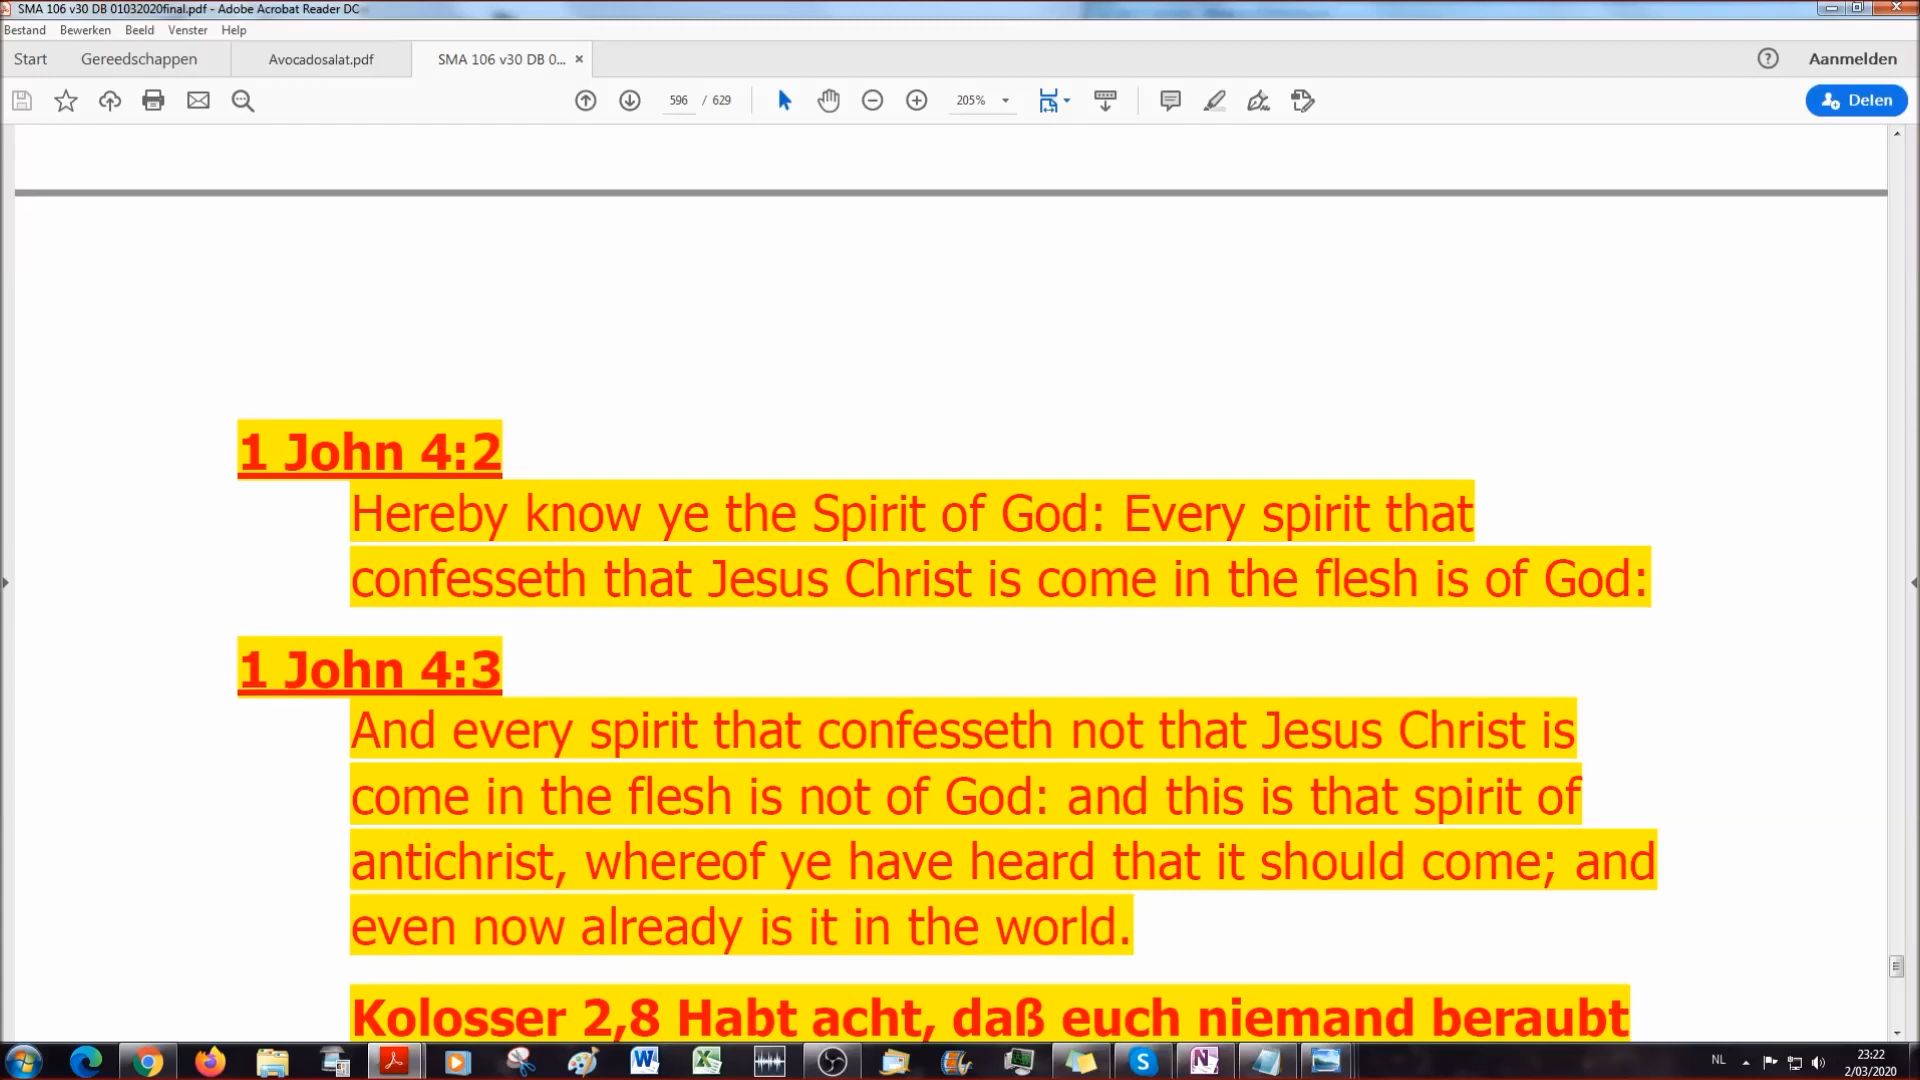 SMA 106 v30 DB 01032020final.pdf - Adobe Acrobat Reader DC
Bestand Bewerken Beeld Venster Help
Start Gereedschappen Avocadosalat.pdf SMA 106 v30 DB 0... × Aanmelden
596 / 629 205% Delen
1 John 4:2
Hereby know ye the Spirit of God: Every spirit that
confesseth that Jesus Christ is come in the flesh is of God:
1 John 4:3
And every spirit that confesseth not that Jesus Christ is
come in the flesh is not of God: and this is that spirit of
antichrist, whereof ye have heard that it should come; and
even now already is it in the world.
Kolosser 2,8 Habt acht, daß euch niemand beraubt
NL 23:22
2/03/2020